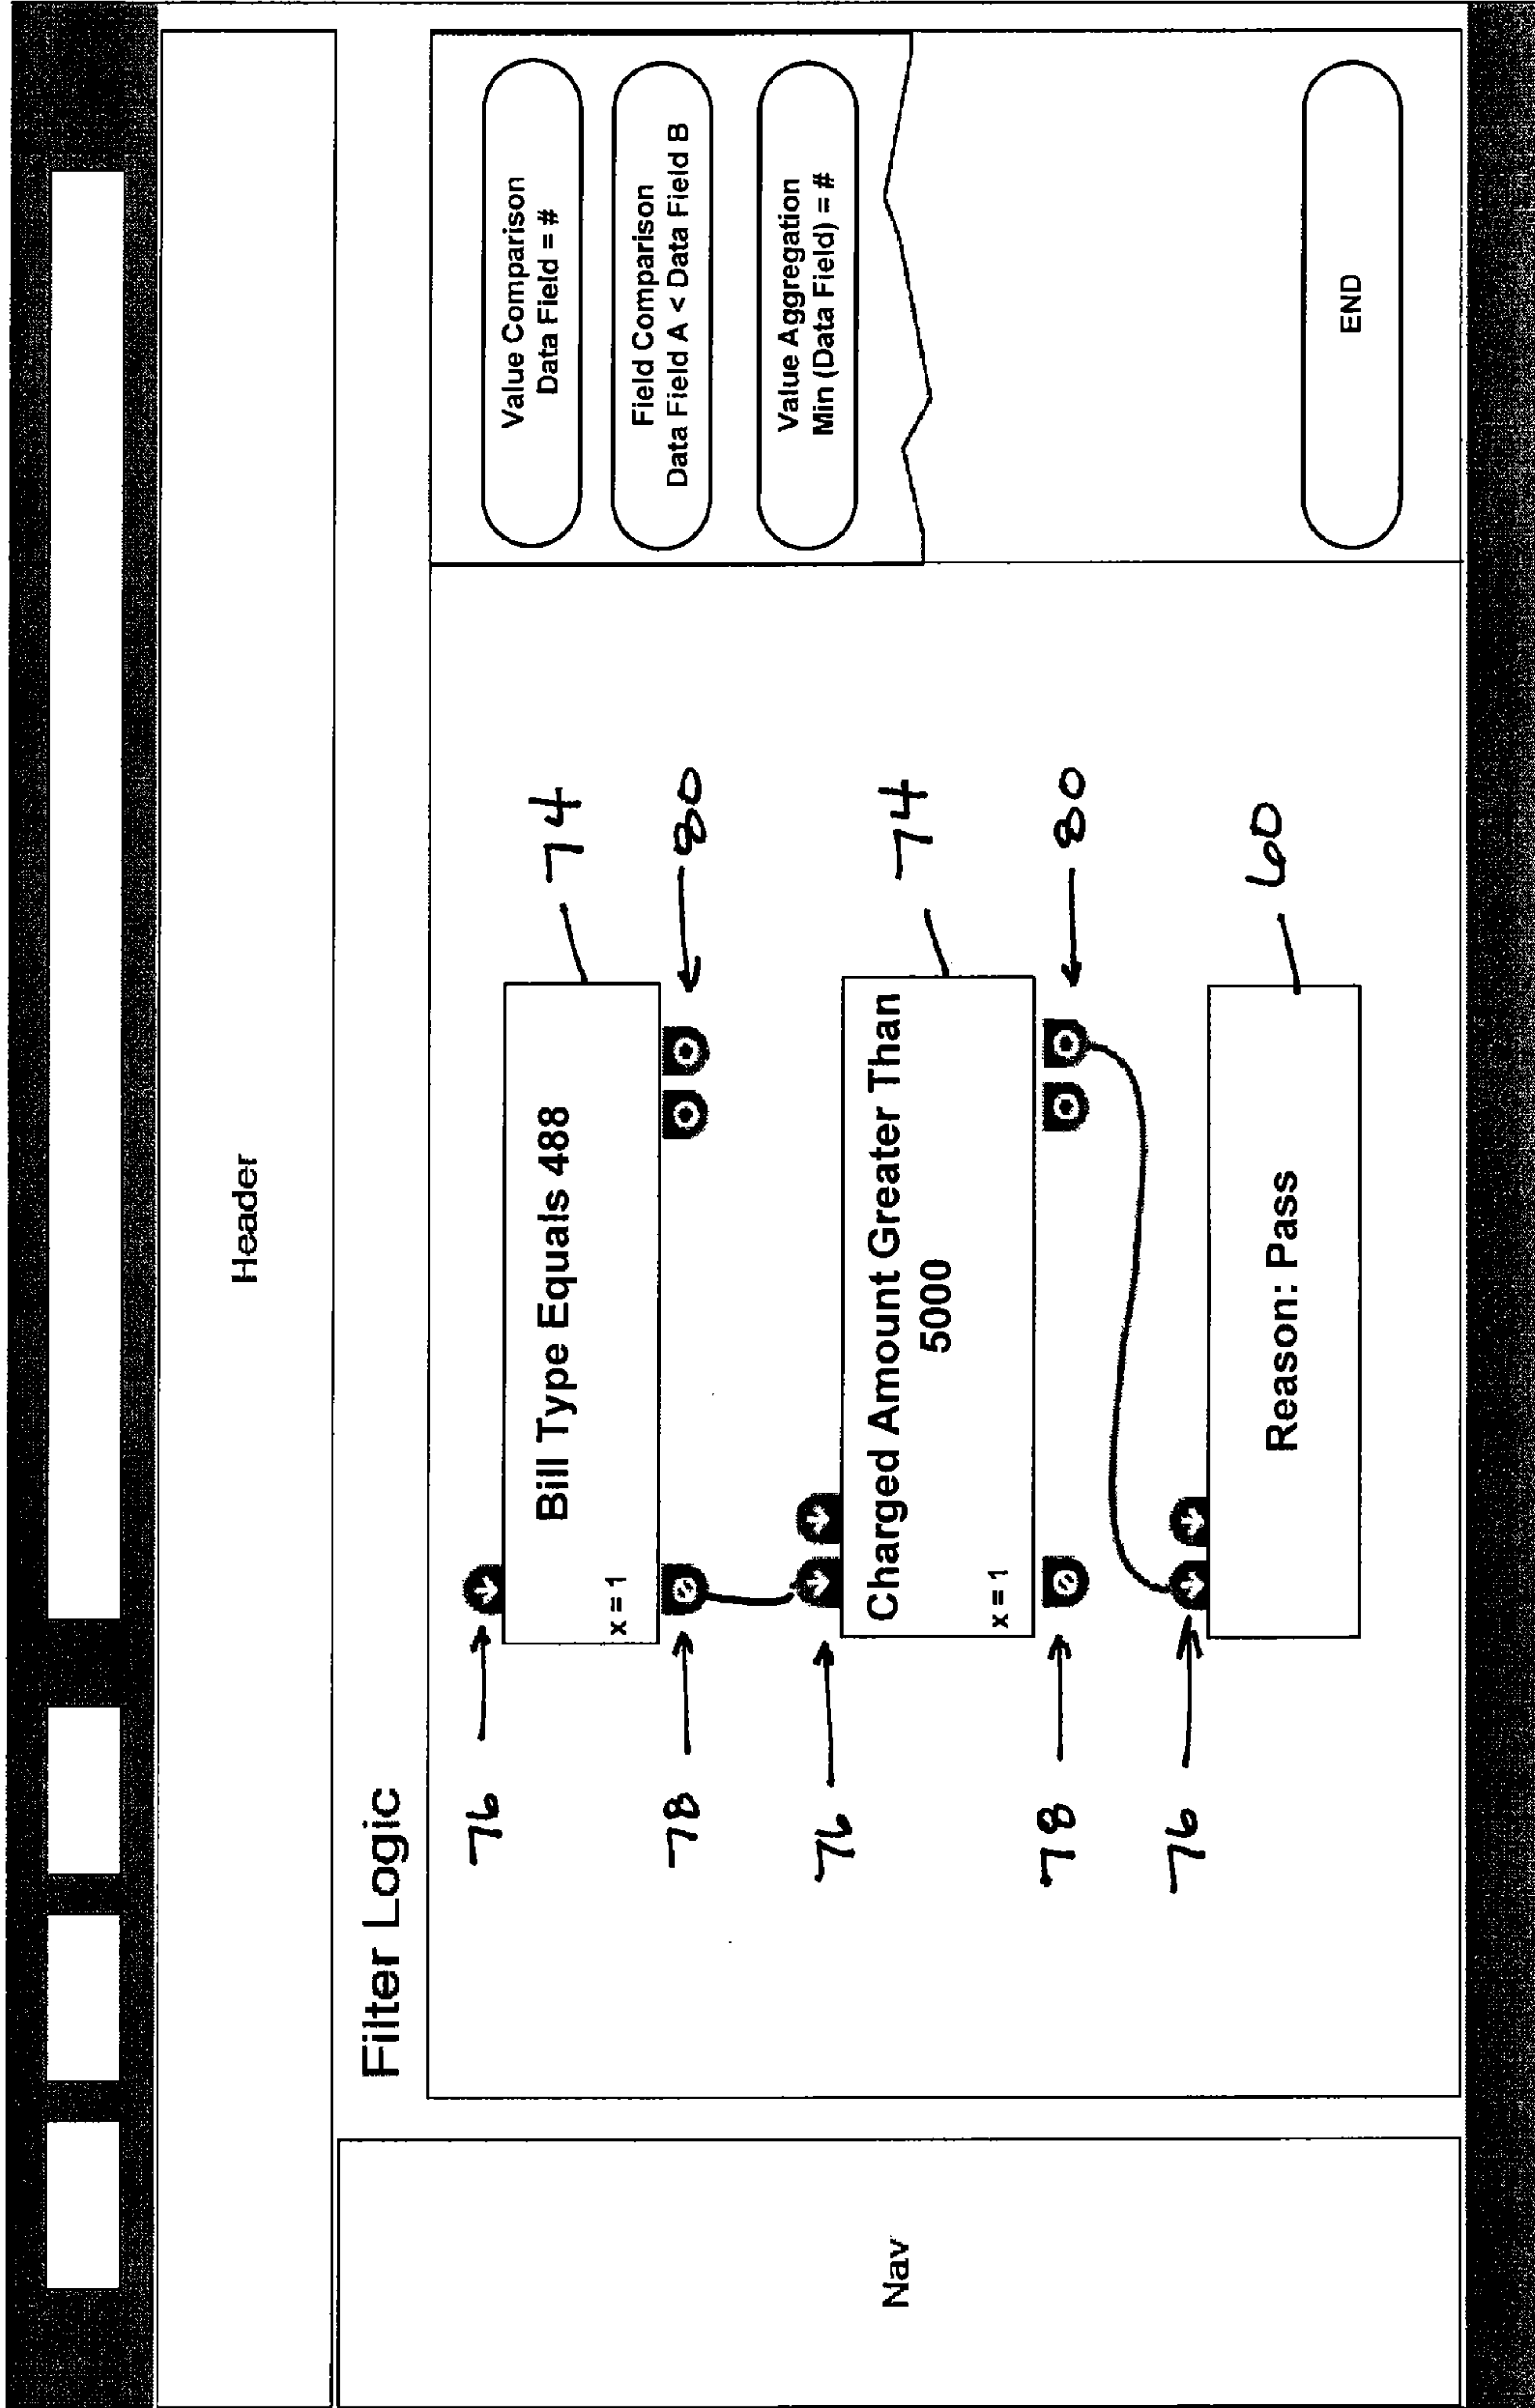 Header
Filter Logic
Nav
76
Bill Type Equals 488
x = 1
74
78
80
76
Charged Amount Greater Than
5000
x = 1
74
78
80
76
Reason: Pass
60
Value Comparison
Data Field = #
Field Comparison
Data Field A < Data Field B
Value Aggregation
Min (Data Field) = #
END